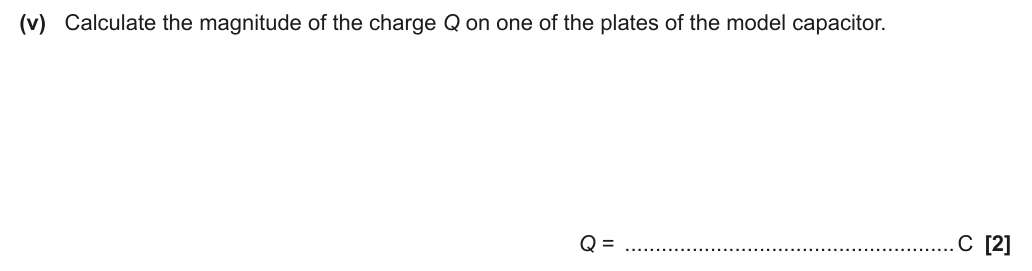 (v) Calculate the magnitude of the charge Q on one of the plates of the model capacitor.
Q = ...................................................... C [2]